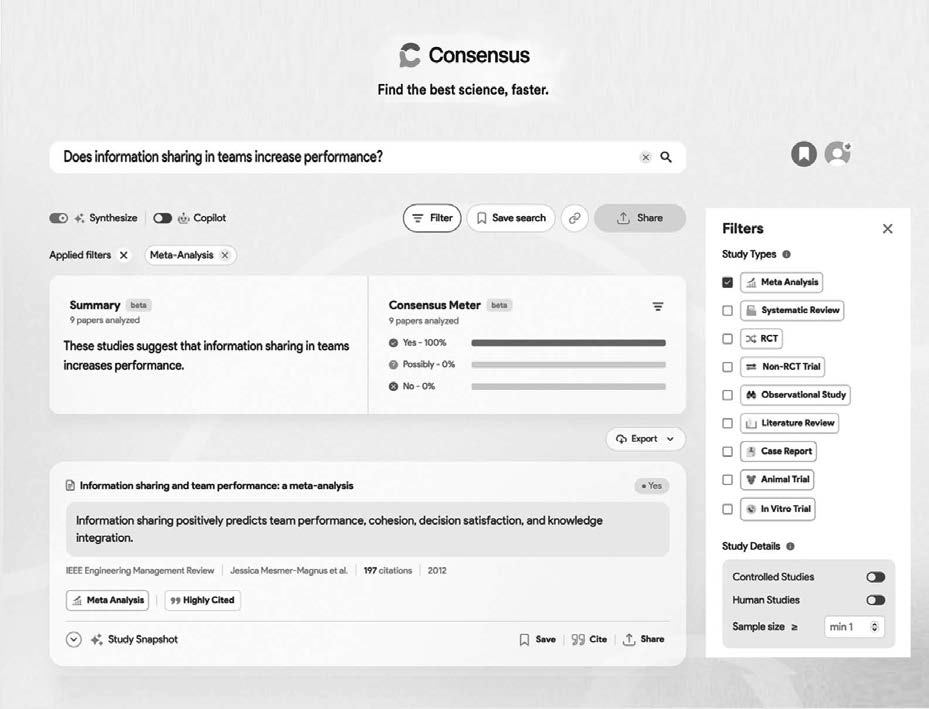 Consensus
Find the best science, faster.
Does information sharing in teams increase performance?
Synthesize
Copilot
Filter
Save search
Share
Applied filters
Meta-Analysis
Summary beta
9 papers analyzed
These studies suggest that information sharing in teams
increases performance.
Consensus Meter beta
9 papers analyzed
Yes - 100%
Possibly - 0%
No - 0%
Export
Information sharing and team performance: a meta-analysis
Yes
Information sharing positively predicts team performance, cohesion, decision satisfaction, and knowledge
integration.
IEEE Engineering Management Review
Jessica Mesmer-Magnus et al.
197 citations
2012
Meta Analysis
Highly Cited
Study Snapshot
Save
Cite
Share
Filters
Study Types
Meta Analysis
Systematic Review
RCT
Non-RCT Trial
Observational Study
Literature Review
Case Report
Animal Trial
In Vitro Trial
Study Details
Controlled Studies
Human Studies
Sample size ≥ min 1